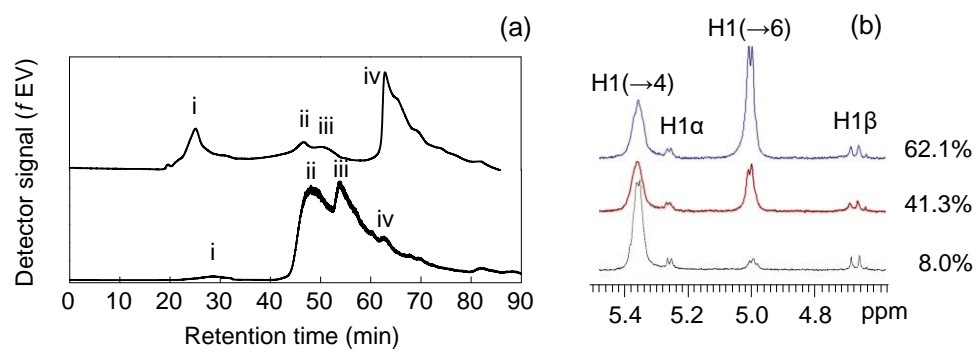 (a)
Detector signal (f EV)
i
ii
iii
iv
i
ii
iii
iv
0 10 20 30 40 50 60 70 80 90
Retention time (min)
(b)
H1(→6)
H1(→4)
H1α
H1β
62.1%
41.3%
8.0%
5.4 5.2 5.0 4.8 ppm